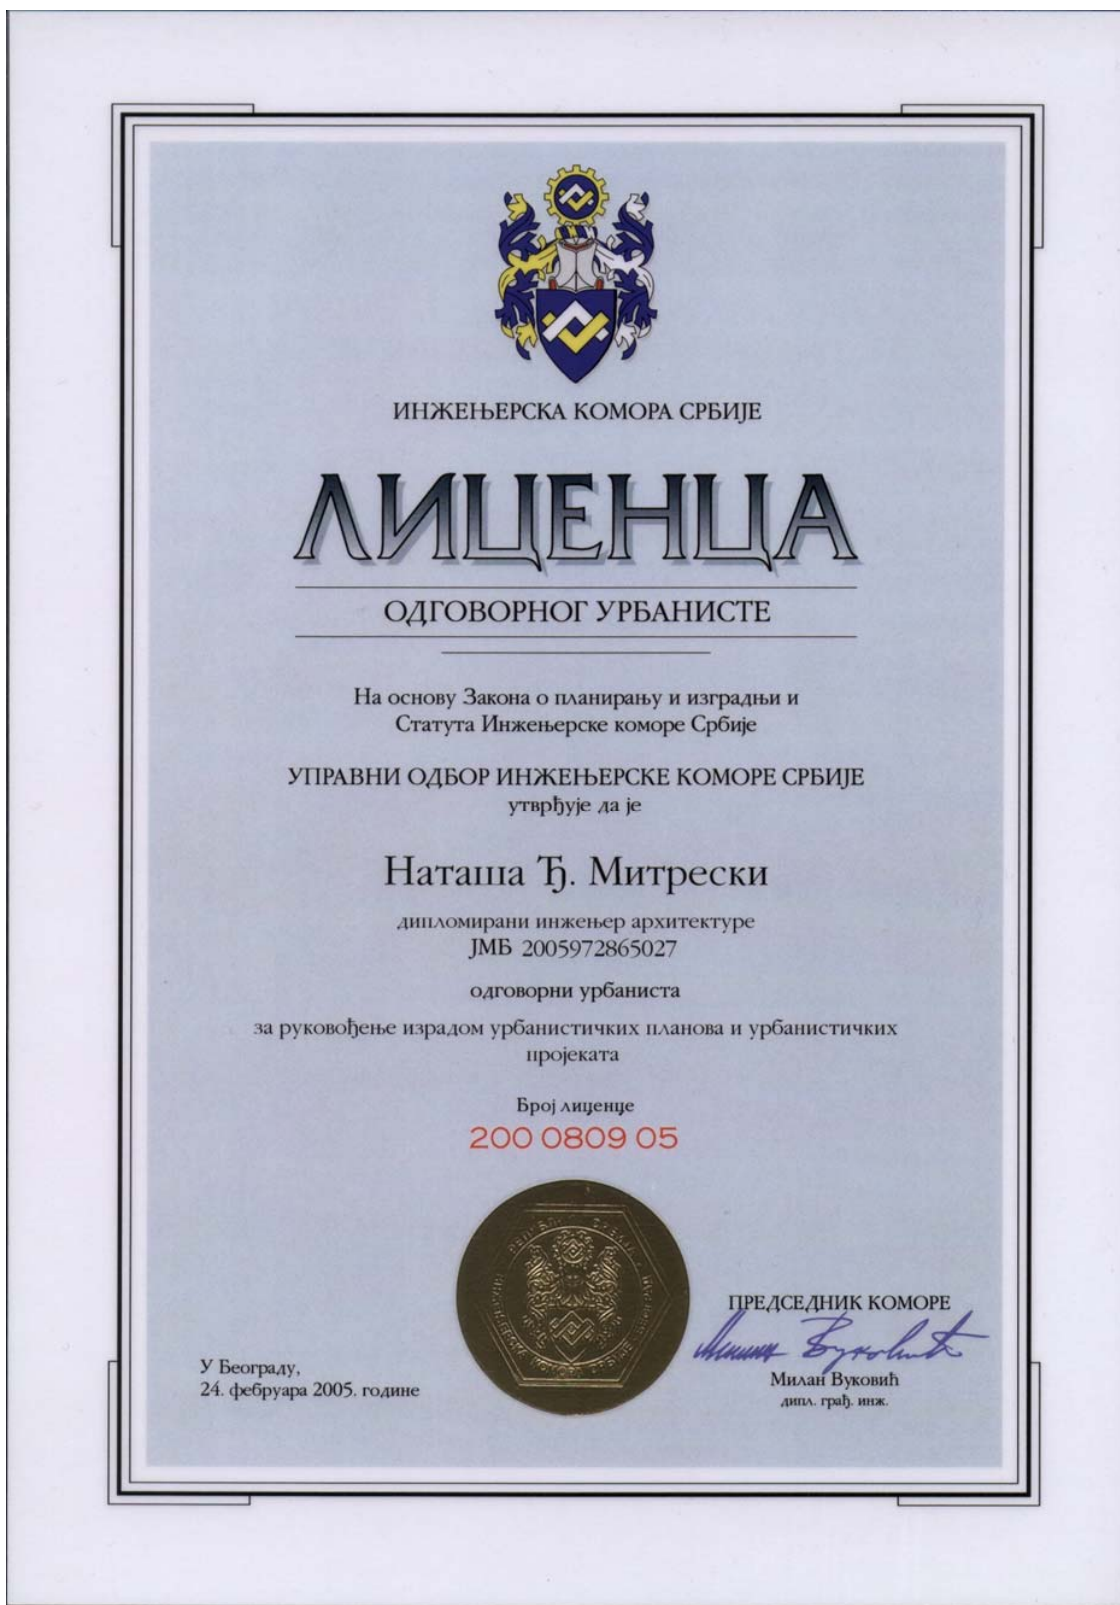 ИНЖЕЊЕРСКА КОМОРА СРБИЈЕ
ЛИЦЕНЦА
ОДГОВОРНОГ УРБАНИСТЕ
На основу Закона о планирању и изградњи и
Статута Инжењерске коморе Србије
УПРАВНИ ОДБОР ИНЖЕЊЕРСКЕ КОМОРЕ СРБИЈЕ
утврђује да је
Наташа Ђ. Митрески
дипломирани инжењер архитектуре
ЈМБ 2005972865027
одговорни урбаниста
за руковођење израдом урбанистичких планова и урбанистичких
пројеката
Број лиценце
200 0809 05
ПРЕДСЕДНИК КОМОРЕ
Милан Вуковић
дипл. грађ. инж.
У Београду,
24. фебруара 2005. године